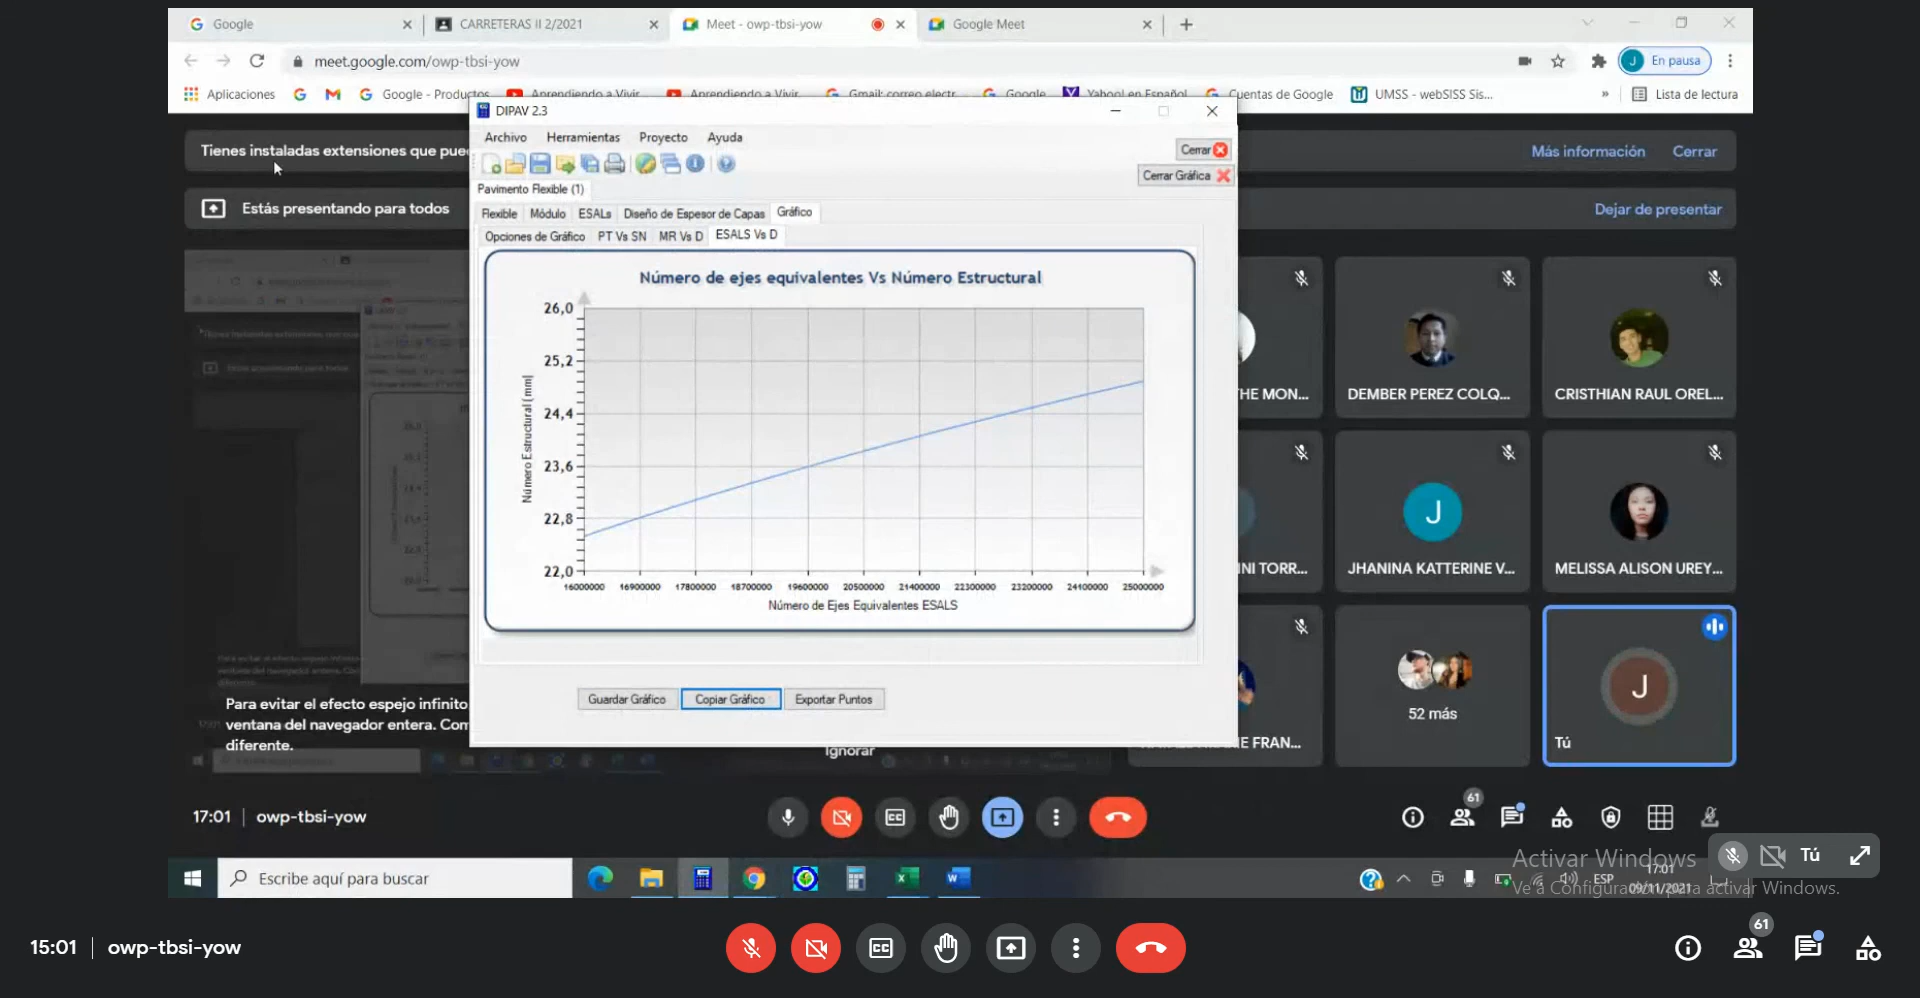 Google
CARRETERAS II 2/2021
Meet - owp-tbsi-yow
Google Meet
meet.google.com/owp-tbsi-yow
J
En pausa
Aplicaciones
Google - Productos
Aprendiendo a Vivir
Aprendiendo a Vivir
Gmail: correo electr...
Google
Yahoo! en Español
Cuentas de Google
UMSS - webSISS Sis...
»
Lista de lectura
DIPAV 2.3
Archivo Herramientas Proyecto Ayuda
Cerrar
Cerrar Gráfica
Pavimento Flexible (1)
Flexible Módulo ESALs Diseño de Espesor de Capas Gráfico
Opciones de Gráfico PT Vs SN MR Vs D ESALS Vs D
Número de ejes equivalentes Vs Número Estructural
26,0
25,2
24,4
23,6
22,8
22,0
Número Estructural [mm]
16000000 16900000 17800000 18700000 19600000 20500000 21400000 22300000 23200000 24100000 25000000
Número de Ejes Equivalentes ESALS
Guardar Gráfico Copiar Gráfico Exportar Puntos
Tienes instaladas extensiones que
Más información Cerrar
Estás presentando para todos
Dejar de presentar
DEMBER PEREZ COLQ...
CRISTHIAN RAUL OREL...
HE MON...
J
NI TORR...
JHANINA KATTERINE V...
MELISSA ALISON UREY...
E FRAN...
52 más
J
Tú
Para evitar el efecto espejo infinito
ventana del navegador entera.
diferente.
Ignorar
17:01 owp-tbsi-yow
61
Activar Windows
Ve a Configuración para activar Windows.
Tú
Escribe aquí para buscar
ESP
17:01
09/11/2021
15:01 owp-tbsi-yow
61